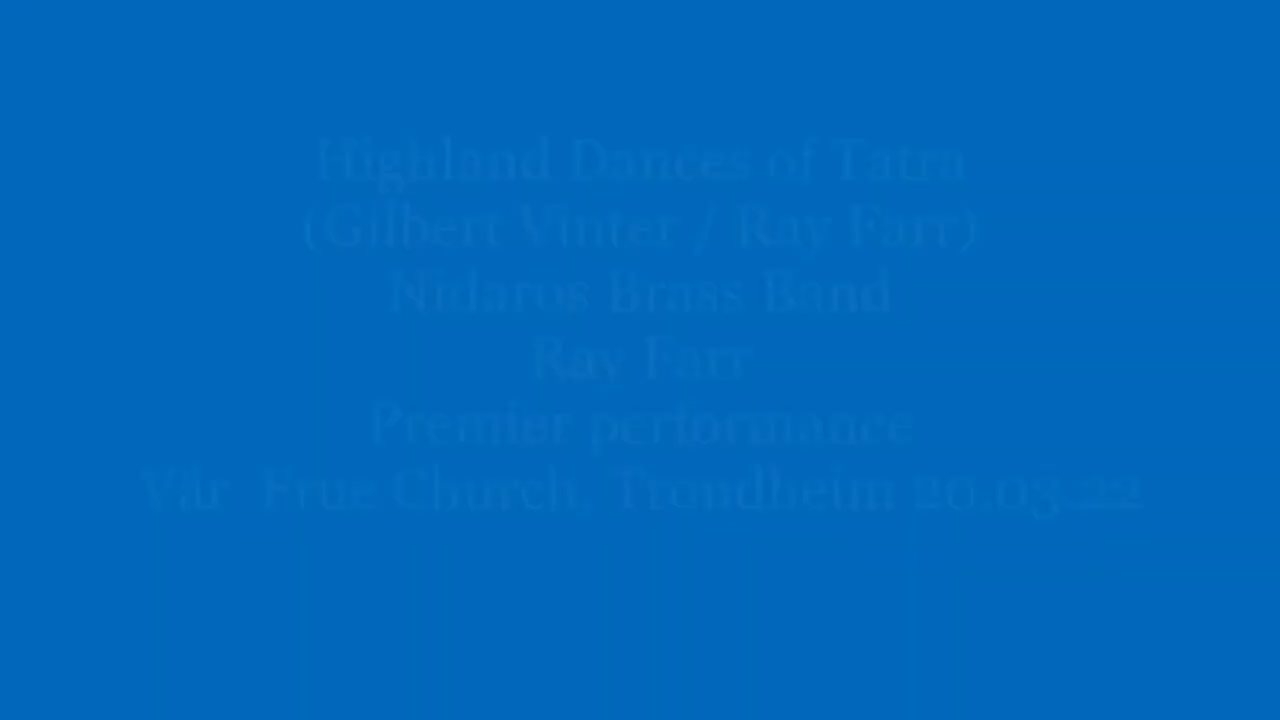 Highland Dances of Tatra
(Gilbert Vinter / Ray Farr)
Nidaros Brass Band
Ray Farr
Premier performance
Vår Frue Church, Trondheim 20.03.22